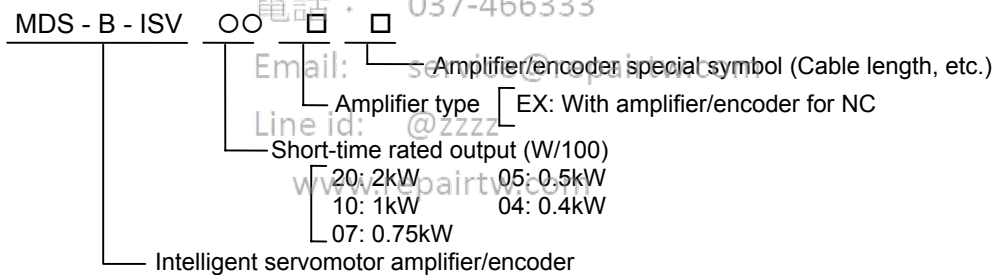 電話 : 037-466333
MDS - B - ISV ○○ □ □
Email: service@repairtw.com
Amplifier/encoder special symbol (Cable length, etc.)
Amplifier type EX: With amplifier/encoder for NC
Line id: @zzzz
Short-time rated output (W/100)
20: 2kW 05: 0.5kW
www.repairtw.com
10: 1kW 04: 0.4kW
07: 0.75kW
Intelligent servomotor amplifier/encoder